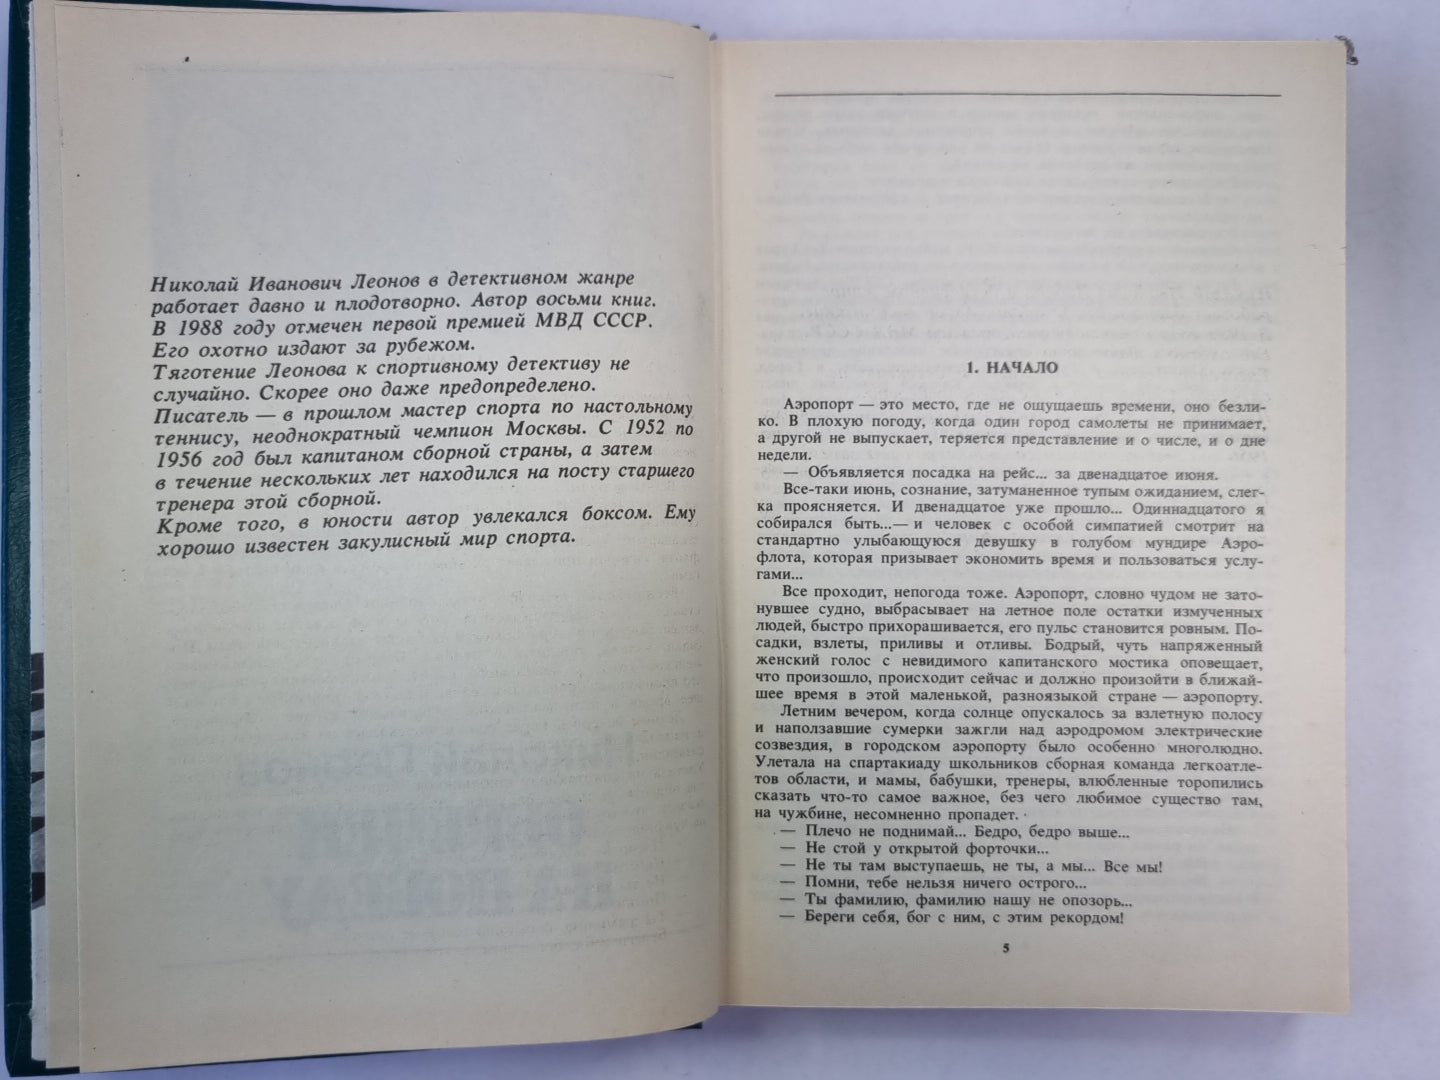 Николай Иванович Леонов в детективном жанре
работает давно и плодотворно. Автор восьми книг.
В 1988 году отмечен первой премией МВД СССР.
Его охотно издают за рубежом.
Тяготение Леонова к спортивному детективу не
случайно. Скорее оно даже предопределено.
Писатель — в прошлом мастер спорта по настольному
теннису, неоднократный чемпион Москвы. С 1952 по
1956 год был капитаном сборной страны, а затем
в течение нескольких лет находился на посту старшего
тренера этой сборной.
Кроме того, в юности автор увлекался боксом. Ему
хорошо известен закулисный мир спорта.
1. НАЧАЛО
Аэропорт — это место, где не ощущаешь времени, оно безли-
ко. В плохую погоду, когда один город самолеты не принимает,
а другой не выпускает, теряется представление и о числе, и о дне
недели.
— Объявляется посадка на рейс... за двенадцатое июня.
Все-таки июнь, сознание, затуманенное тупым ожиданием, слег-
ка проясняется. И двенадцатое уже прошло... Одиннадцатого я
собирался быть...— и человек с особой симпатией смотрит на
стандартно улыбающуюся девушку в голубом мундире Аэро-
флота, которая призывает экономить время и пользоваться услу-
гами...
Все проходит, непогода тоже. Аэропорт, словно чудом не зато-
нувшее судно, выбрасывает на летное поле остатки измученных
людей, быстро прихорашивается, его пульс становится ровным. По-
садки, взлеты, приливы и отливы. Бодрый, чуть напряженный
женский голос с невидимого капитанского мостика оповещает,
что произошло, происходит сейчас и должно произойти в ближай-
шее время в этой маленькой, разноязыкой стране — аэропорту.
Летним вечером, когда солнце опускалось за взлетную полосу
и наползавшие сумерки зажгли над аэродромом электрические
созвездия, в городском аэропорту было особенно многолюдно.
Улетала на спартакиаду школьников сборная команда легкоатле-
тов области, и мамы, бабушки, тренеры, влюбленные торопились
сказать что-то самое важное, без чего любимое существо там,
на чужбине, несомненно пропадет.
— Плечо не поднимай... Бедро, бедро выше...
— Не стой у открытой форточки...
— Не ты там выступаешь, не ты, а мы... Все мы!
— Помни, тебе нельзя ничего острого...
— Ты фамилию, фамилию нашу не опозорь...
— Береги себя, бог с ним, с этим рекордом!
5